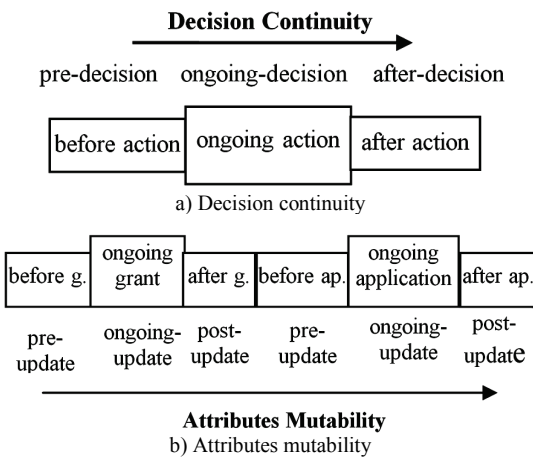 Decision Continuity
pre-decision ongoing-decision after-decision
before action ongoing action after action
a) Decision continuity
before g. ongoing grant after g. before ap. ongoing application after ap.
pre-update ongoing-update post-update pre-update ongoing-update post-update
Attributes Mutability
b) Attributes mutability